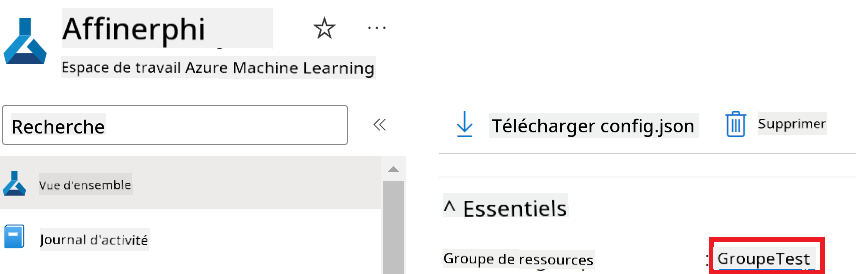 Affinerphi
Espace de travail Azure Machine Learning
Recherche
Télécharger config.json
Supprimer
Vue d'ensemble
Journal d'activité
^ Essentiels
Groupe de ressources : GroupeTest